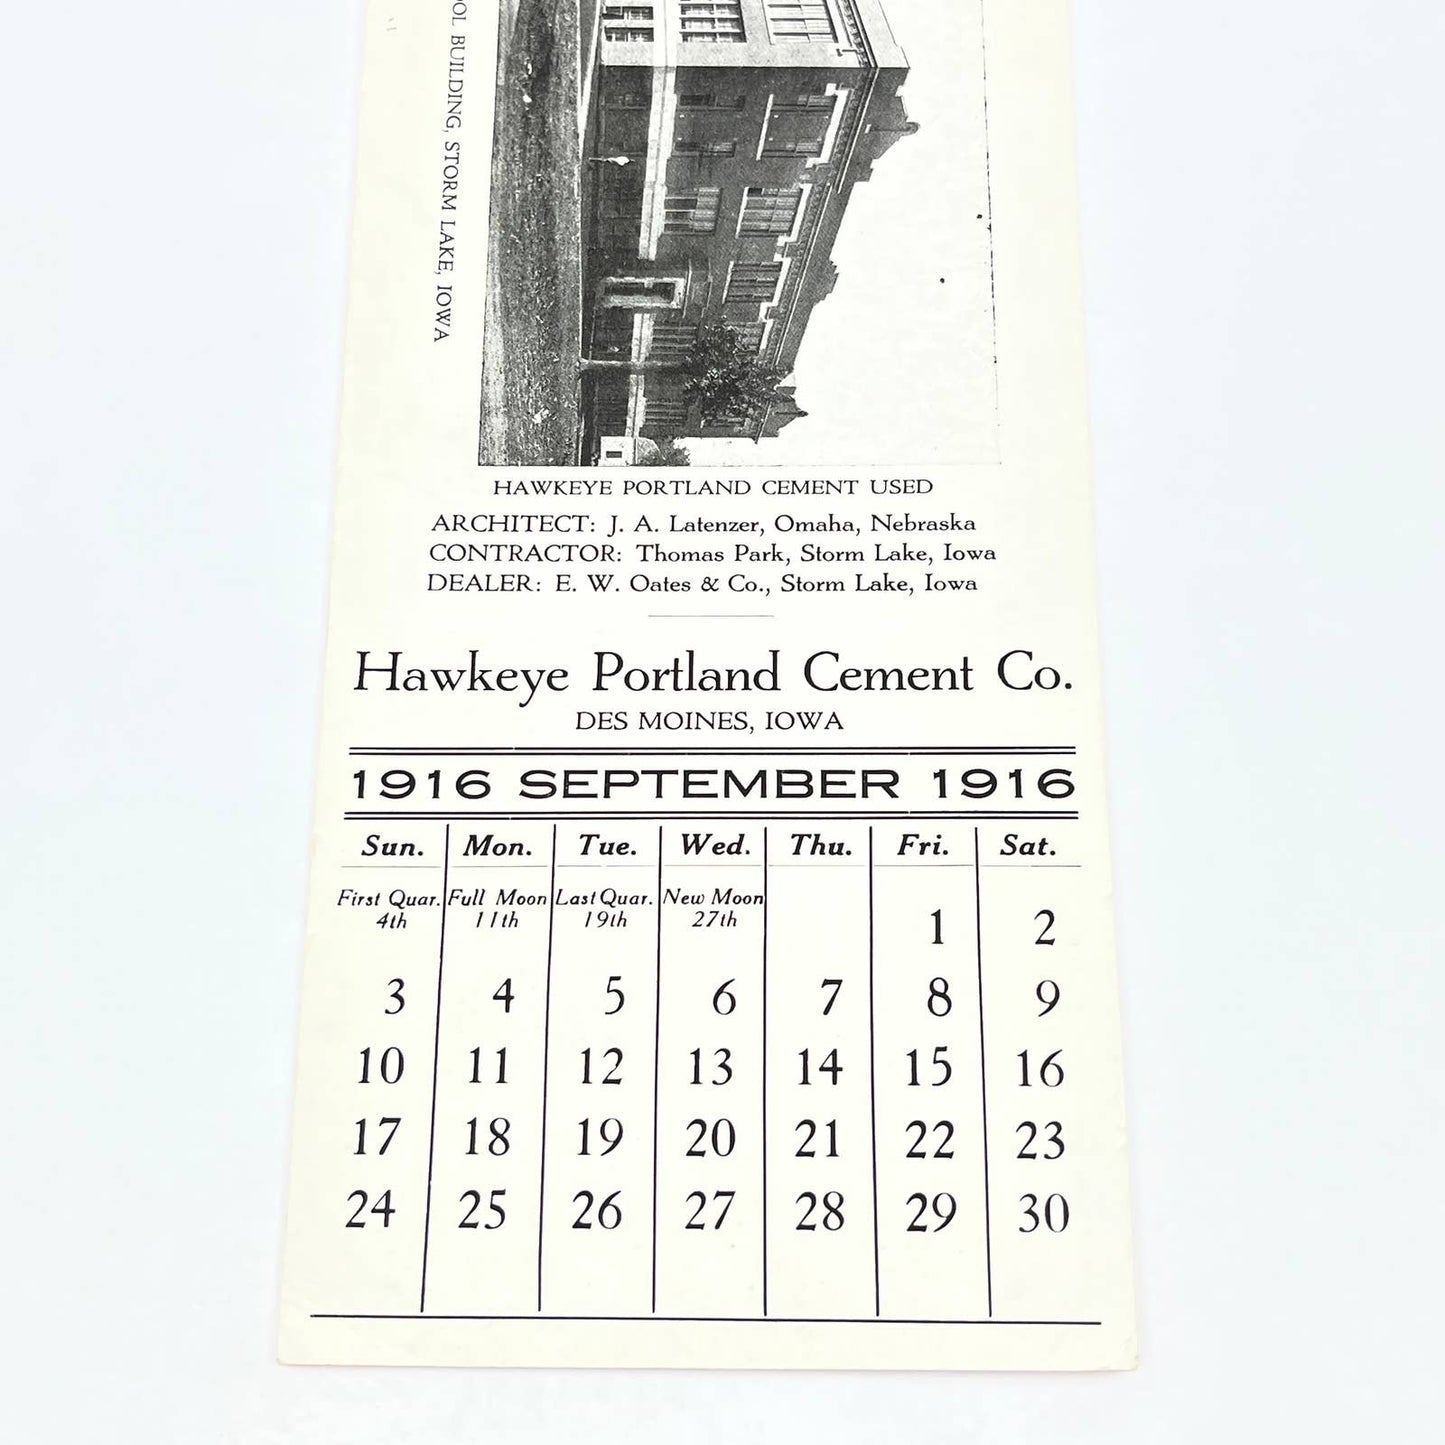 BUILDING, STORM LAKE, IOWA
HAWKEYE PORTLAND CEMENT USED
ARCHITECT: J. A. Latenzer, Omaha, Nebraska
CONTRACTOR: Thomas Park, Storm Lake, Iowa
DEALER: E. W. Oates & Co., Storm Lake, Iowa
Hawkeye Portland Cement Co.
DES MOINES, IOWA
1916 SEPTEMBER 1916
Sun. Mon. Tue. Wed. Thu. Fri. Sat.
First Quar. Full Moon Last Quar. New Moon
4th 11th 19th 27th
1 2
3 4 5 6 7 8 9
10 11 12 13 14 15 16
17 18 19 20 21 22 23
24 25 26 27 28 29 30